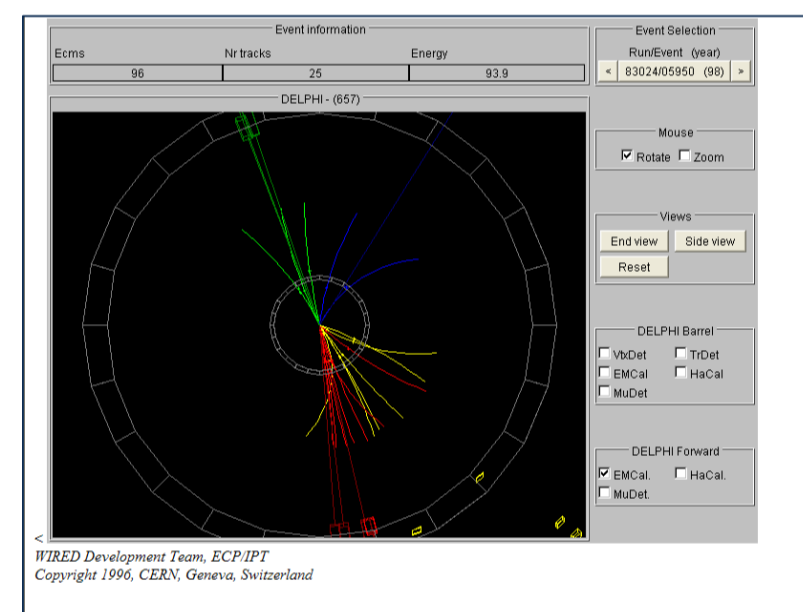 Event information
Ecms Nr tracks Energy
96 25 93.9
Event Selection
Run/Event (year)
< 83024/05950 (98) >
DELPHI - (657)
Mouse
Rotate Zoom
Views
End view Side view
Reset
DELPHI Barrel
VtxDet TrDet
EMCal HaCal
MuDet
DELPHI Forward
EMCal. HaCal.
MuDet.
<
WIRED Development Team, ECP/IPT
Copyright 1996, CERN, Geneva, Switzerland